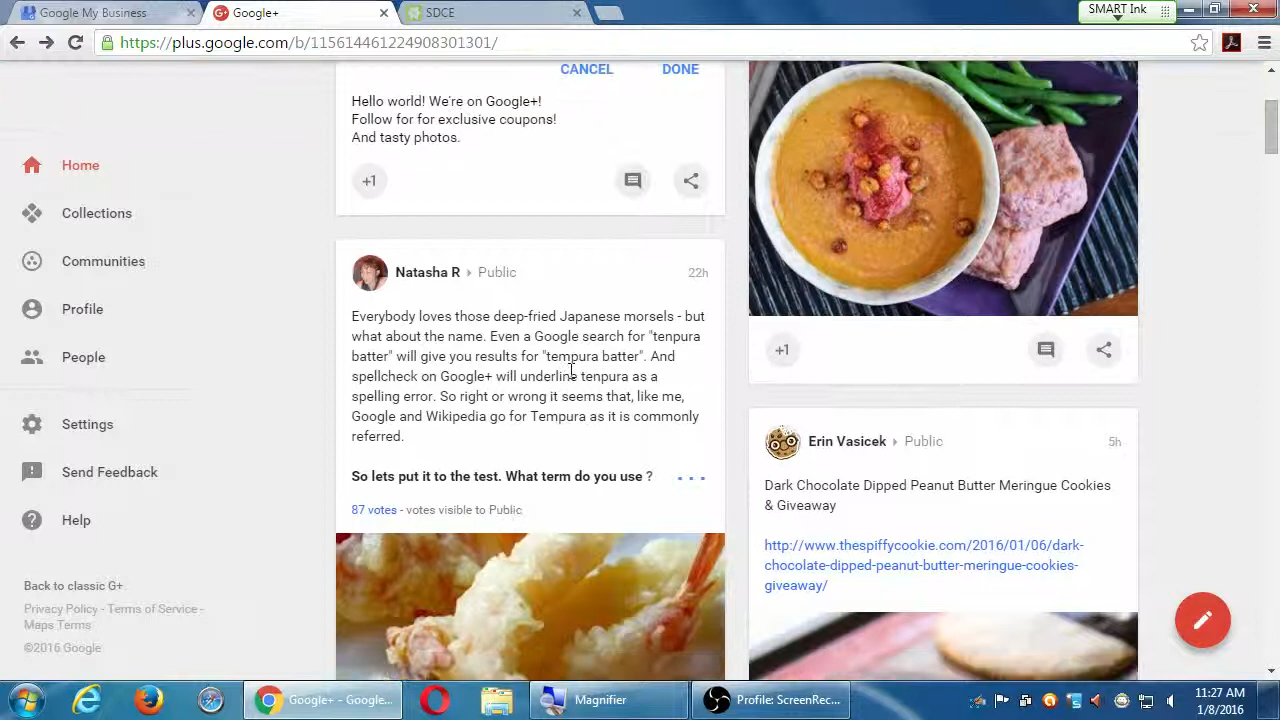 Google My Business
Google+
SDCE
SMART Ink
https://plus.google.com/b/115614461224908301301/
Home
Collections
Communities
Profile
People
Settings
Send Feedback
Help
Back to classic G+
Privacy Policy - Terms of Service -
Maps Terms
©2016 Google
CANCEL DONE
Hello world! We're on Google+!
Follow for for exclusive coupons!
And tasty photos.
+1
Natasha R Public 22h
Everybody loves those deep-fried Japanese morsels - but
what about the name. Even a Google search for "tenpura
batter" will give you results for "tempura batter". And
spellcheck on Google+ will underline tenpura as a
spelling error. So right or wrong it seems that, like me,
Google and Wikipedia go for Tempura as it is commonly
referred.
So lets put it to the test. What term do you use ? ...
87 votes - votes visible to Public
+1
Erin Vasicek Public 5h
Dark Chocolate Dipped Peanut Butter Meringue Cookies
& Giveaway
http://www.thespiffycookie.com/2016/01/06/dark-
chocolate-dipped-peanut-butter-meringue-cookies-
giveaway/
Google+ - Google...
Magnifier
Profile: ScreenRec...
11:27 AM
1/8/2016